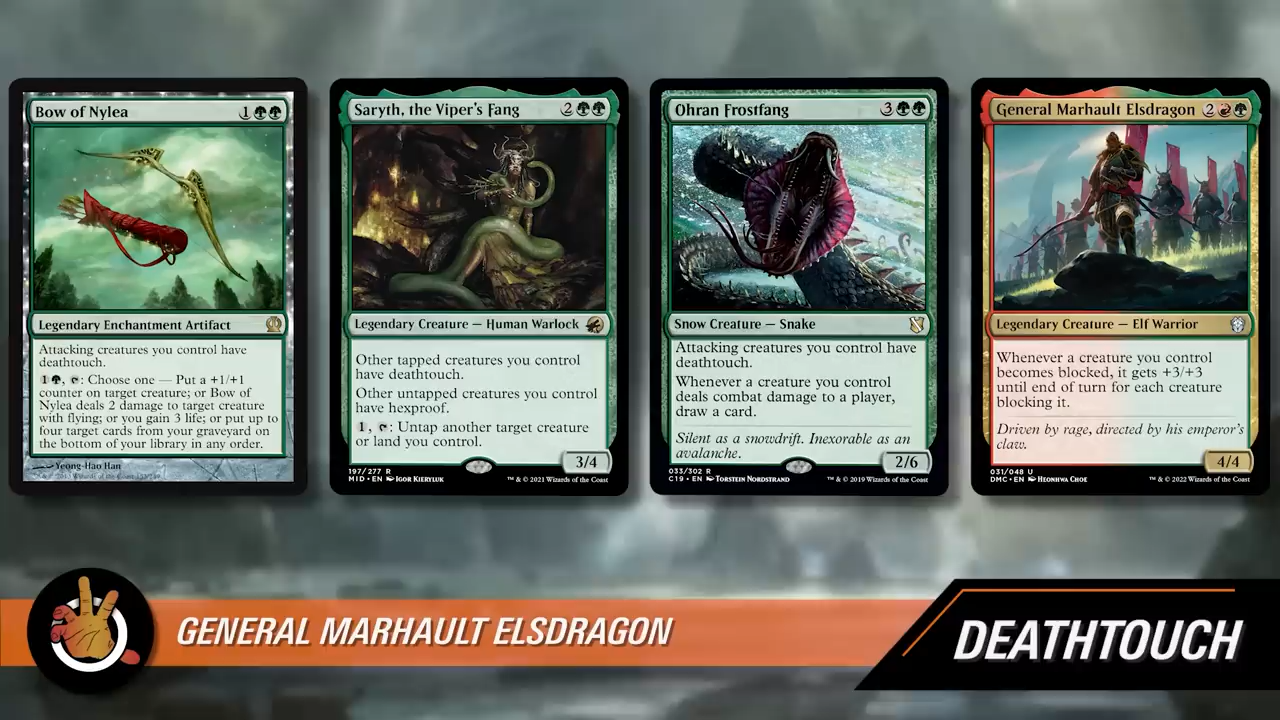 Bow of Nylea 1
Legendary Enchantment Artifact
Attacking creatures you control have
deathtouch.
1, : Choose one — Put a +1/+1
counter on target creature; or Bow of
Nylea deals 2 damage to target creature
with flying; or you gain 3 life; or put up to
four target cards from your graveyard on
the bottom of your library in any order.
Yeong-Hao Han
Saryth, the Viper's Fang 2
Legendary Creature — Human Warlock
Other tapped creatures you control
have deathtouch.
Other untapped creatures you control
have hexproof.
1, : Untap another target creature
or land you control.
3/4
197/277 R
MID • EN Igor Kieryluk ™ & © 2021 Wizards of the Coast
Ohran Frostfang 3
Snow Creature — Snake
Attacking creatures you control have
deathtouch.
Whenever a creature you control
deals combat damage to a player,
draw a card.
Silent as a snowdrift. Inexorable as an
avalanche.
2/6
033/302 R
C19 • EN Torstein Nordstrand ™ & © 2019 Wizards of the Coast
General Marhault Elsdragon 2
Legendary Creature — Elf Warrior
Whenever a creature you control
becomes blocked, it gets +3/+3
until end of turn for each creature
blocking it.
Driven by rage, directed by his emperor's
claw.
4/4
031/048 U
DMC • EN Heonhwa Choe ™ & © 2022 Wizards of the Coast
GENERAL MARHAULT ELSDRAGON
DEATHTOUCH